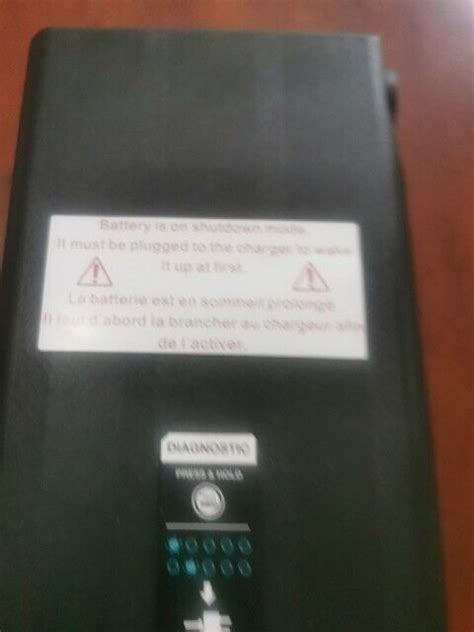 Battery is on shutdown mode.
It must be plugged to the charger to wake
it up at first.
La batterie est en sommeil prolongé.
Il faut d'abord la brancher au chargeur afin
de l'activer.
DIAGNOSTIC
PRESS & HOLD